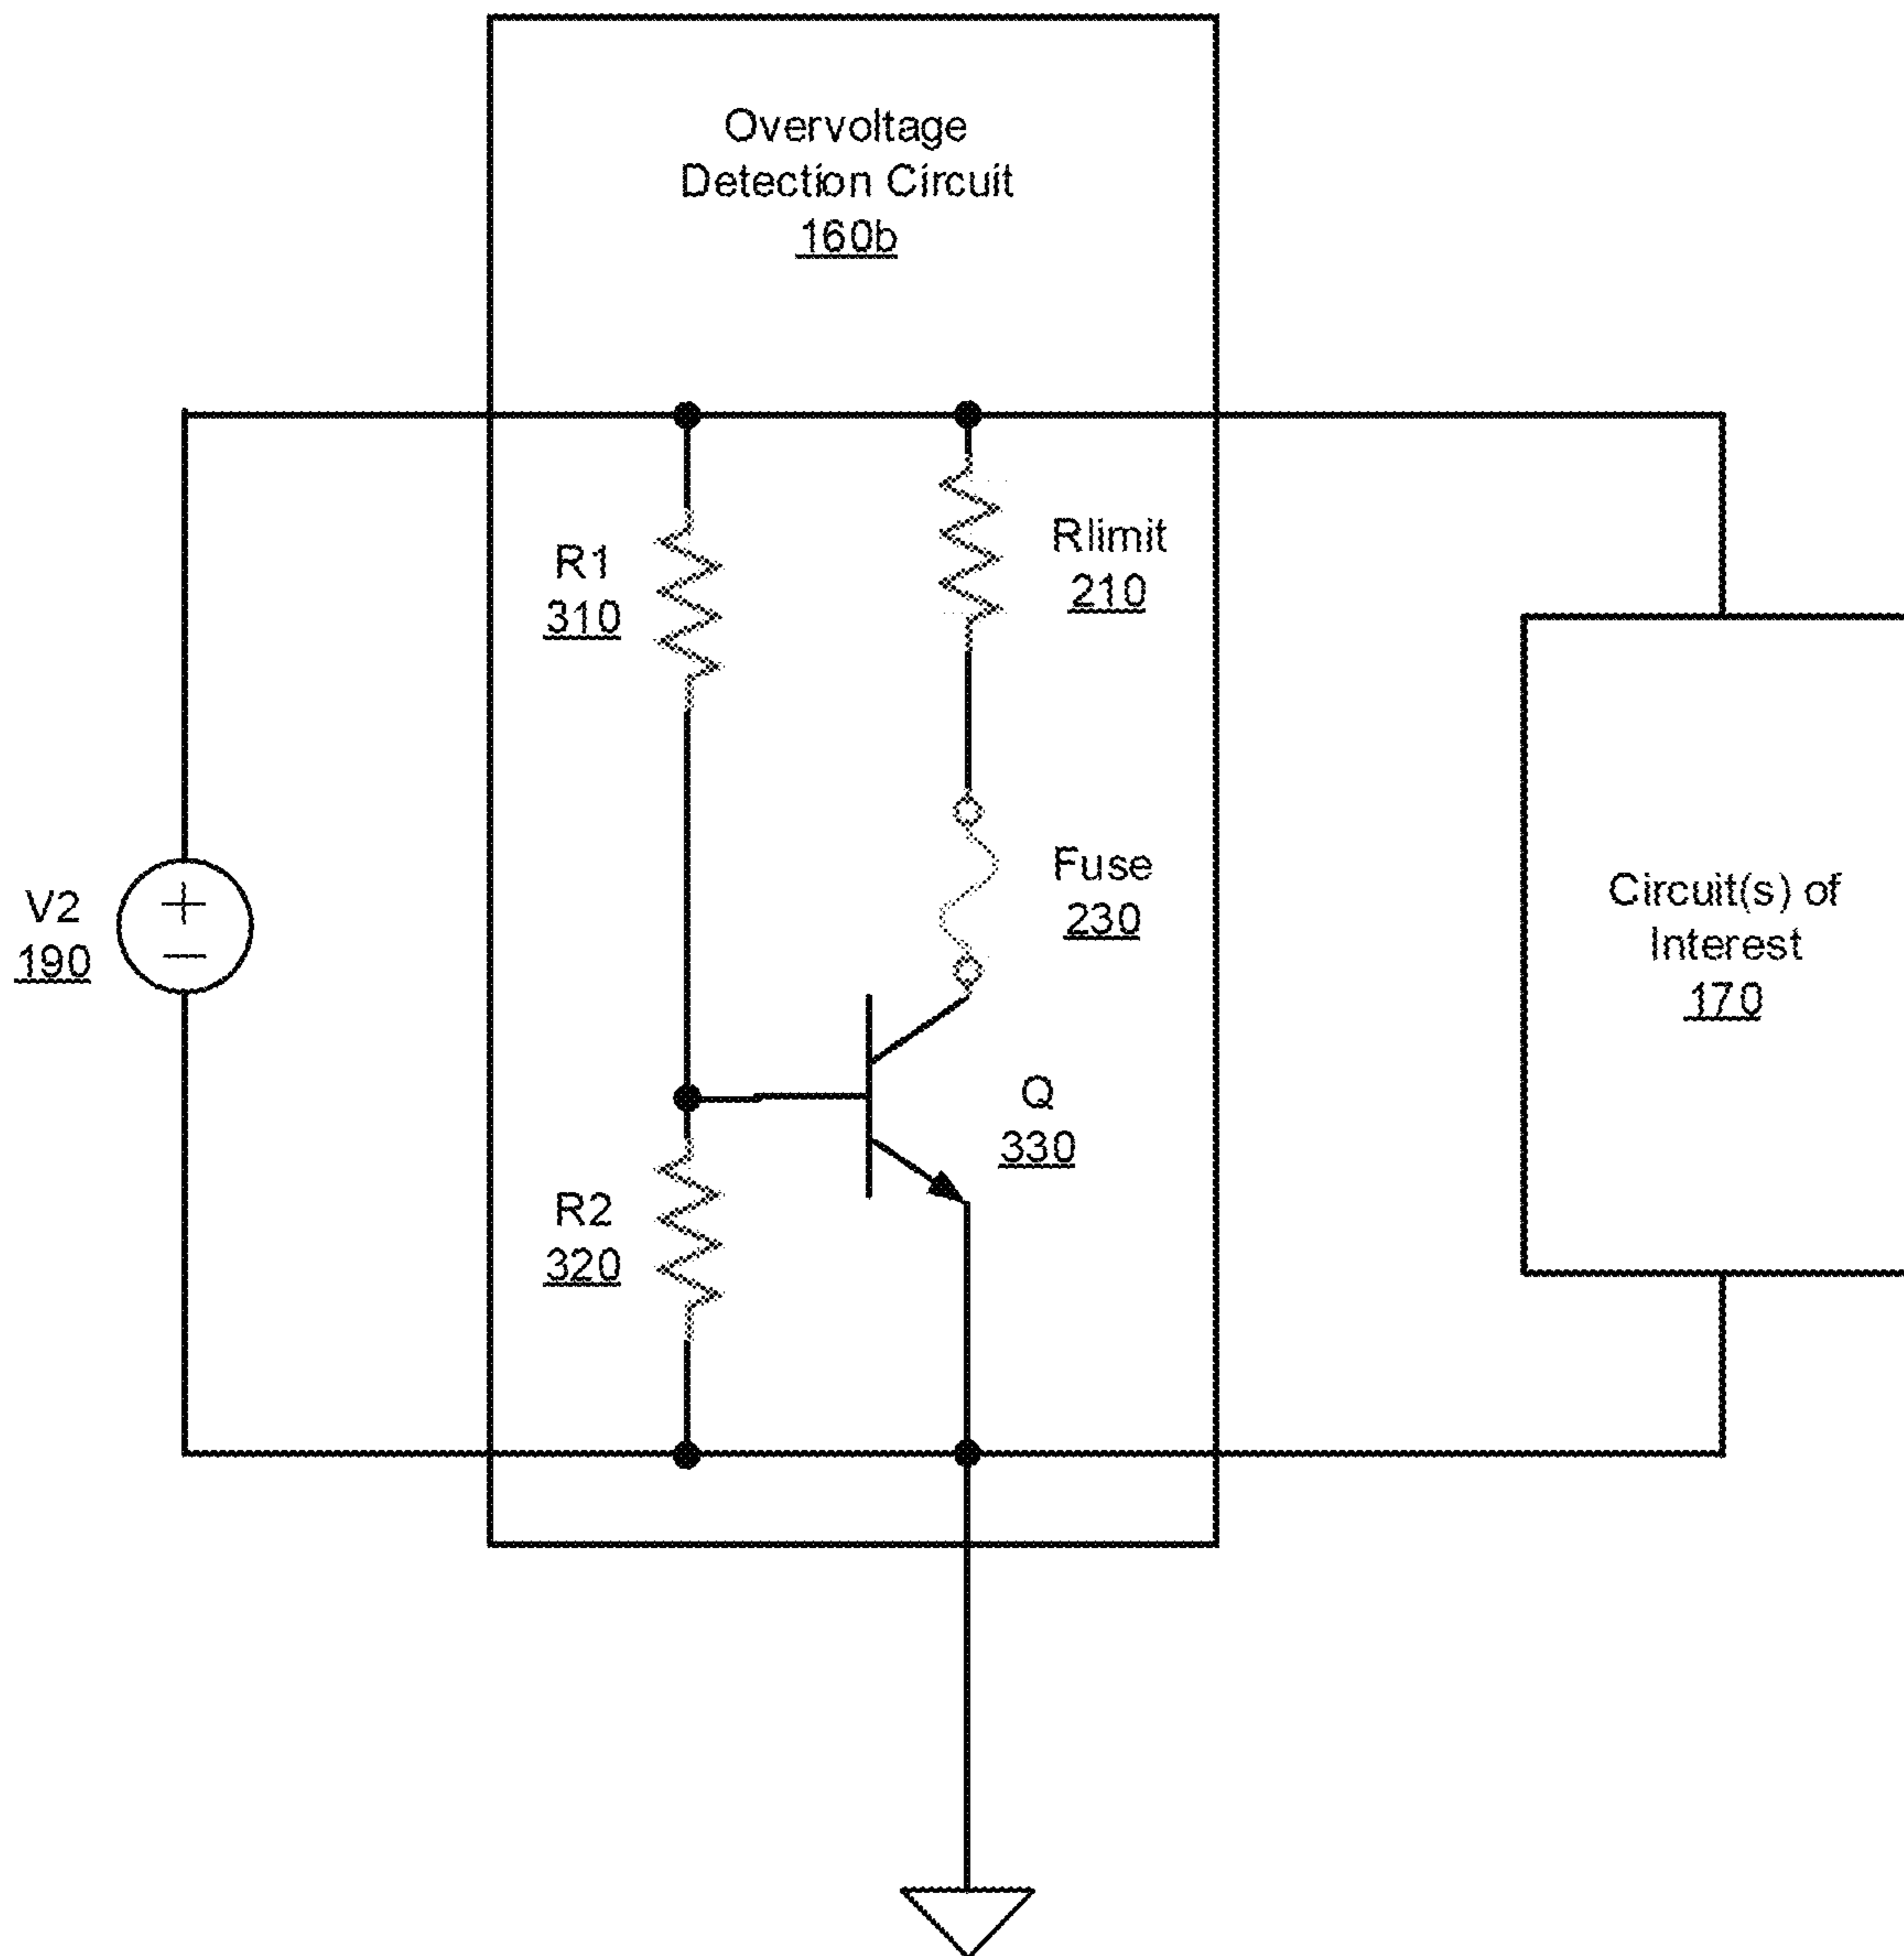 Overvoltage
Detection Circuit
160b
R1
310
Rlimit
210
V2
190
+
−
Fuse
230
Circuit(s) of
Interest
170
Q
330
R2
320